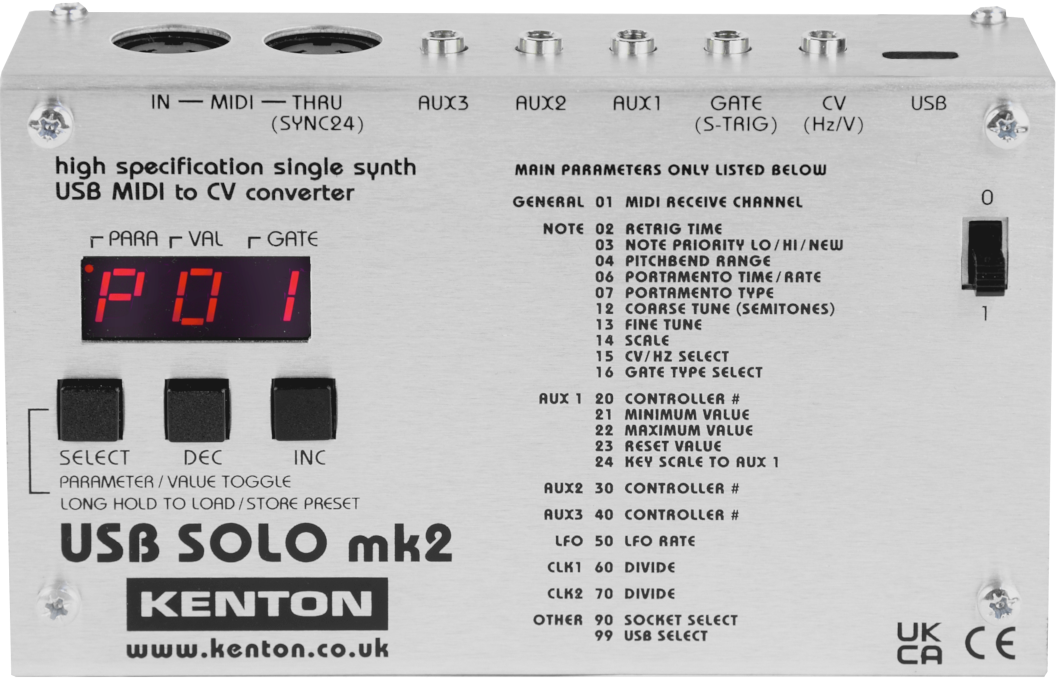 IN — MIDI — THRU
(SYNC24)
AUX3
AUX2
AUX1
GATE
(S-TRIG)
CV
(Hz/V)
USB
high specification single synth
USB MIDI to CV converter
PARA VAL GATE
P01
SELECT DEC INC
PARAMETER / VALUE TOGGLE
LONG HOLD TO LOAD / STORE PRESET
USB SOLO mk2
KENTON
www.kenton.co.uk
MAIN PARAMETERS ONLY LISTED BELOW
GENERAL 01 MIDI RECEIVE CHANNEL
NOTE 02 RETRIG TIME
03 NOTE PRIORITY LO/HI/NEW
04 PITCHBEND RANGE
06 PORTAMENTO TIME/RATE
07 PORTAMENTO TYPE
12 COARSE TUNE (SEMITONES)
13 FINE TUNE
14 SCALE
15 CV/HZ SELECT
16 GATE TYPE SELECT
AUX 1 20 CONTROLLER #
21 MINIMUM VALUE
22 MAXIMUM VALUE
23 RESET VALUE
24 KEY SCALE TO AUX 1
AUX2 30 CONTROLLER #
AUX3 40 CONTROLLER #
LFO 50 LFO RATE
CLK1 60 DIVIDE
CLK2 70 DIVIDE
OTHER 90 SOCKET SELECT
99 USB SELECT
0
1
UK
CA
CE